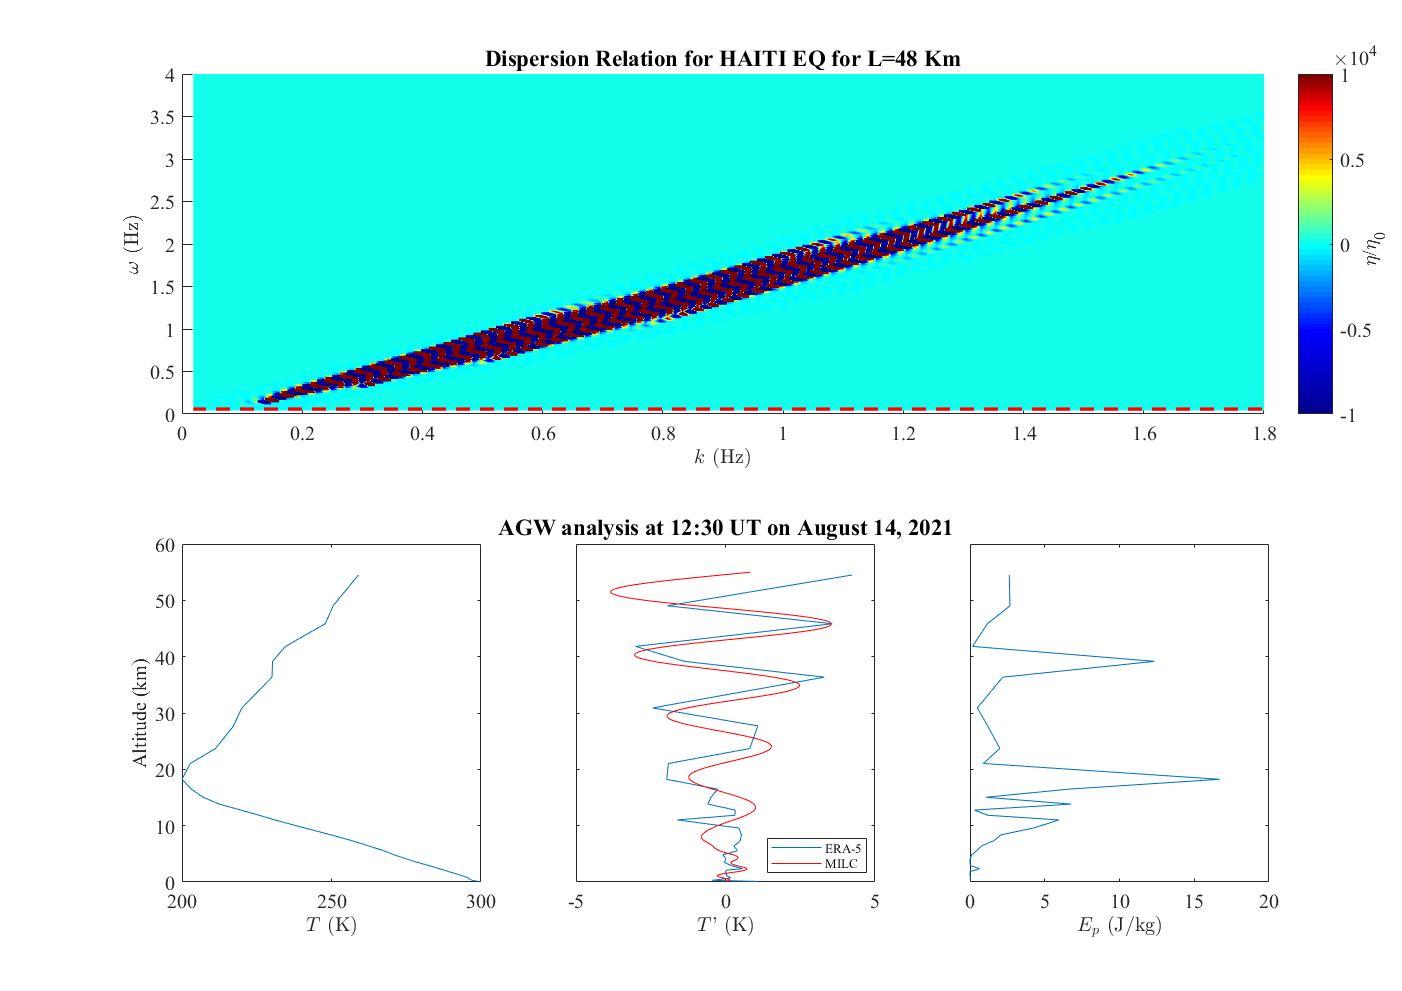 Dispersion Relation for HAITI EQ for L=48 Km
×10⁴
4
3.5
3
2.5
2
1.5
1
0.5
0
ω (Hz)
0 0.2 0.4 0.6 0.8 1 1.2 1.4 1.6 1.8
k (Hz)
1
0.5
0
-0.5
-1
η/η₀
AGW analysis at 12:30 UT on August 14, 2021
60
50
40
30
20
10
0
Altitude (km)
200 250 300
T (K)
ERA-5
MILC
-5 0 5
T' (K)
0 5 10 15 20
Eₚ (J/kg)